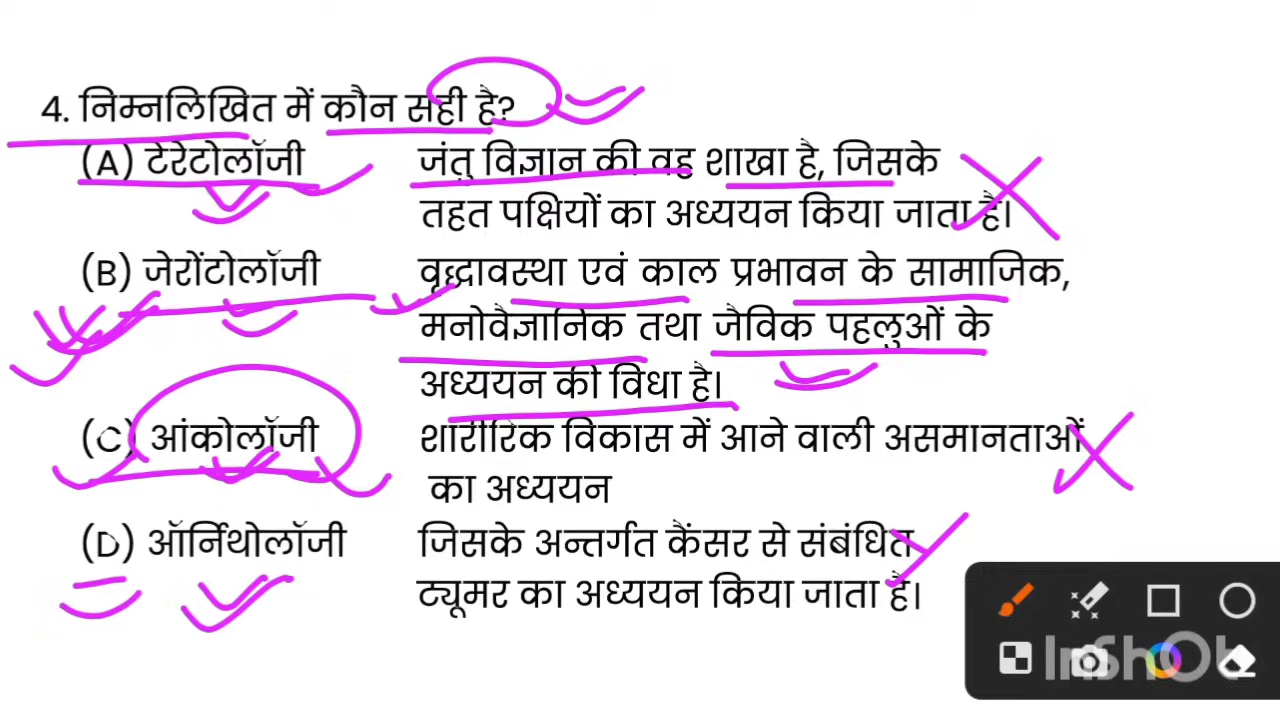 4. निम्नलिखित में कौन सही है?
(A) टेरेटोलॉजी जंतु विज्ञान की वह शाखा है, जिसके
तहत पक्षियों का अध्ययन किया जाता है।
(B) जेरोंटोलॉजी वृद्धावस्था एवं काल प्रभावन के सामाजिक,
मनोवैज्ञानिक तथा जैविक पहलुओं के
अध्ययन की विधा है।
(C) आंकोलॉजी शारीरिक विकास में आने वाली असमानताओं
का अध्ययन
(D) ऑर्निथोलॉजी जिसके अन्तर्गत कैंसर से संबंधित
ट्यूमर का अध्ययन किया जाता है।
InShOt